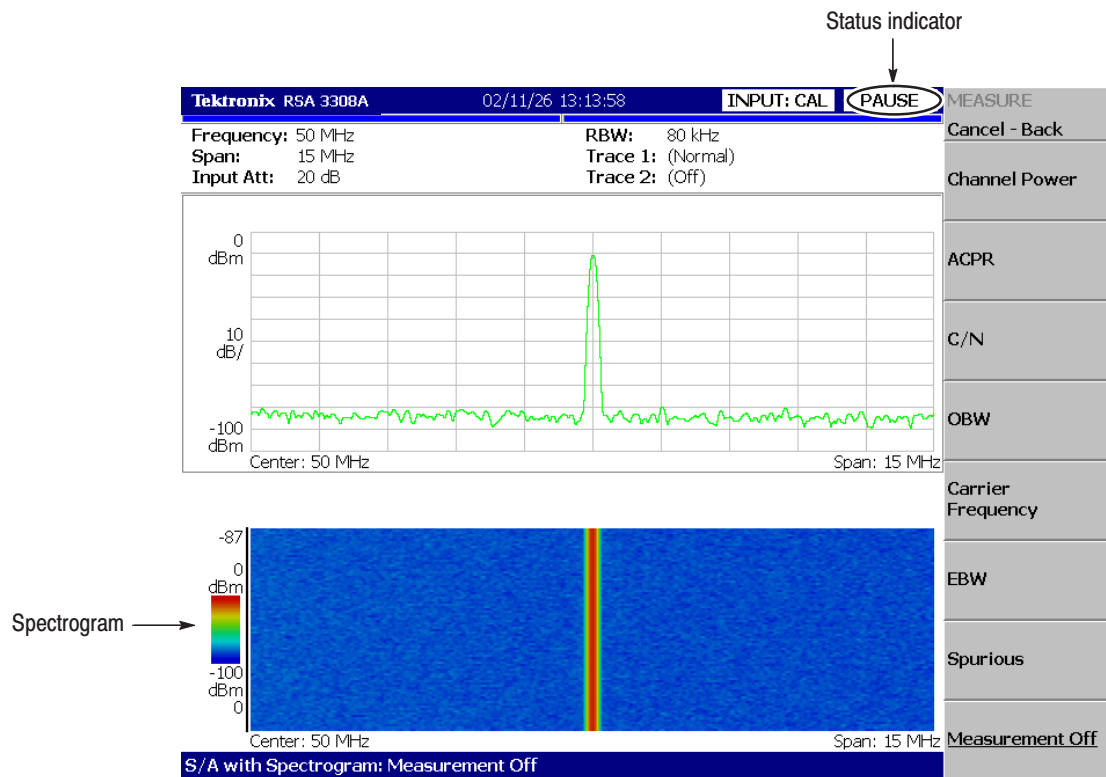 Status indicator
Tektronix RSA 3308A 02/11/26 13:13:58 INPUT: CAL PAUSE
MEASURE
Cancel - Back
Frequency: 50 MHz RBW: 80 kHz
Span: 15 MHz Trace 1: (Normal)
Input Att: 20 dB Trace 2: (Off)
Channel Power
ACPR
C/N
OBW
Carrier
Frequency
EBW
Spurious
Measurement Off
0
dBm
10
dB/
-100
dBm
Center: 50 MHz Span: 15 MHz
Spectrogram
-87
0
dBm
-100
dBm
0
Center: 50 MHz Span: 15 MHz
S/A with Spectrogram: Measurement Off